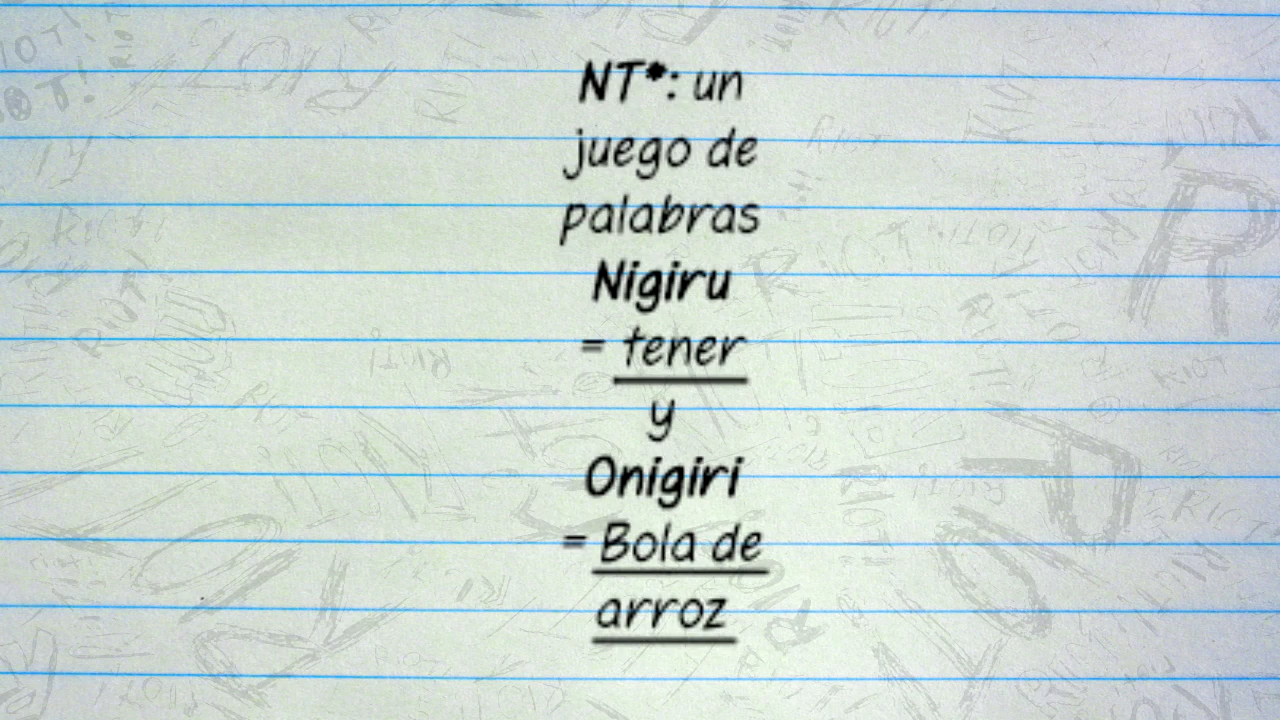 NT*: un
juego de
palabras
Nigiru
= tener
y
Onigiri
= Bola de
arroz